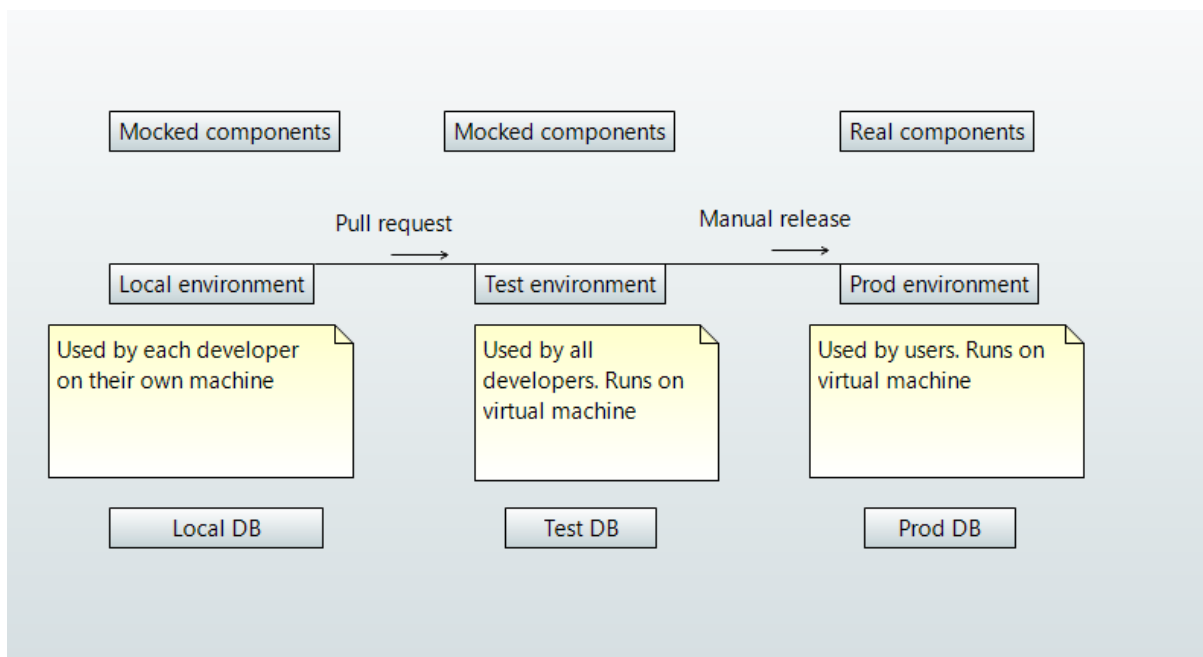 Mocked components
Mocked components
Real components
Pull request
Manual release
Local environment
Test environment
Prod environment
Used by each developer
on their own machine
Used by all
developers. Runs on
virtual machine
Used by users. Runs on
virtual machine
Local DB
Test DB
Prod DB